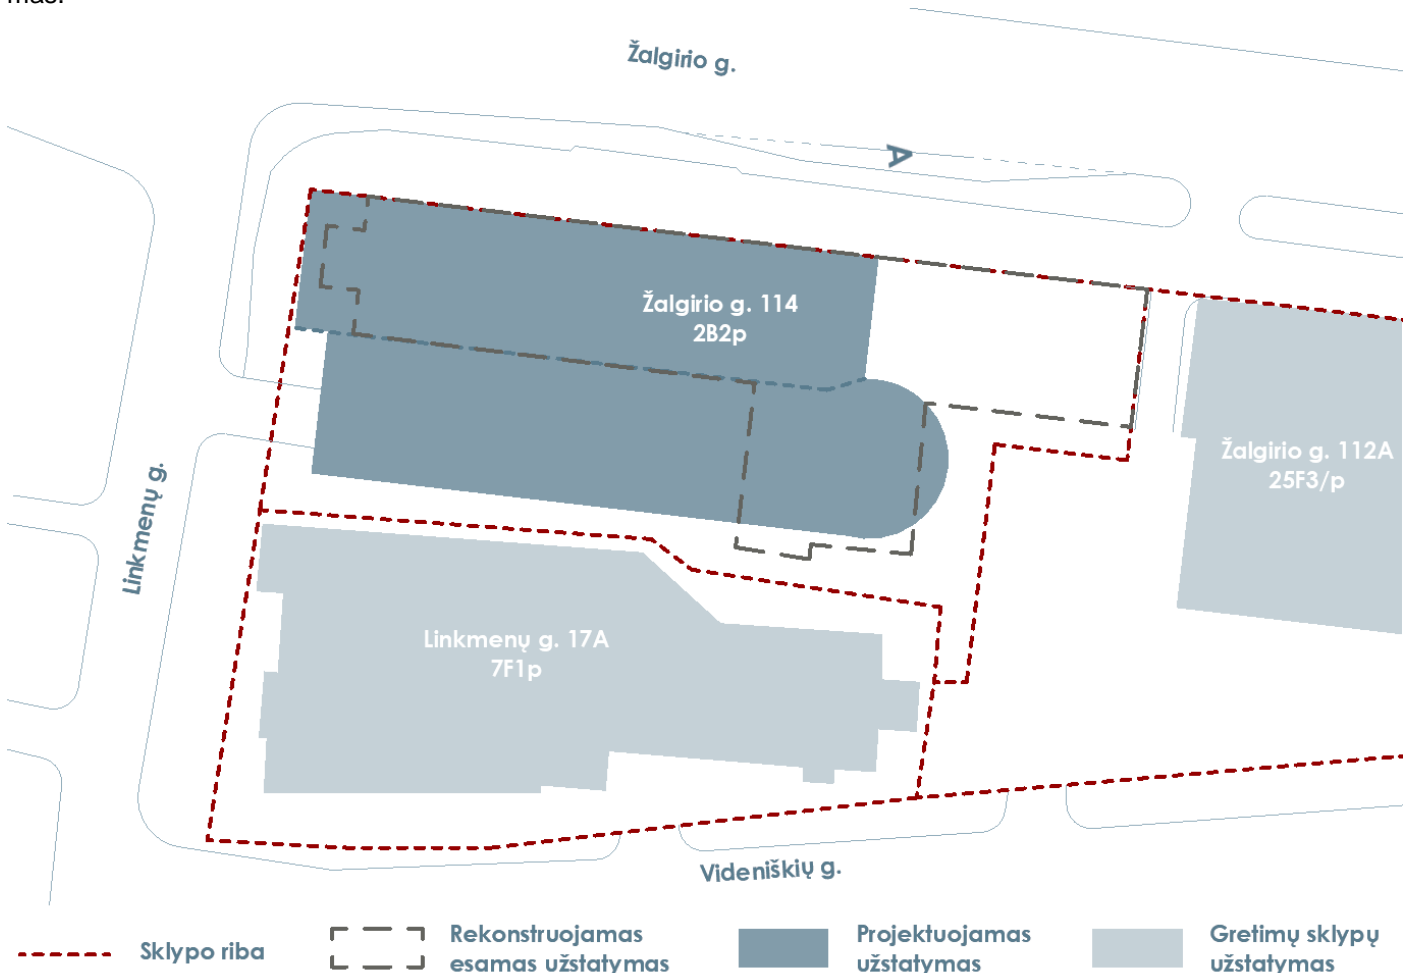 Žalgirio g.
A
Žalgirio g. 114
2B2p
Žalgirio g. 112A
25F3/p
Linkmenų g.
Linkmenų g. 17A
7F1p
Videniškių g.
Sklypo riba
Rekonstruojamas
esamas užstatymas
Projektuojamas
užstatymas
Gretimų sklypų
užstatymas